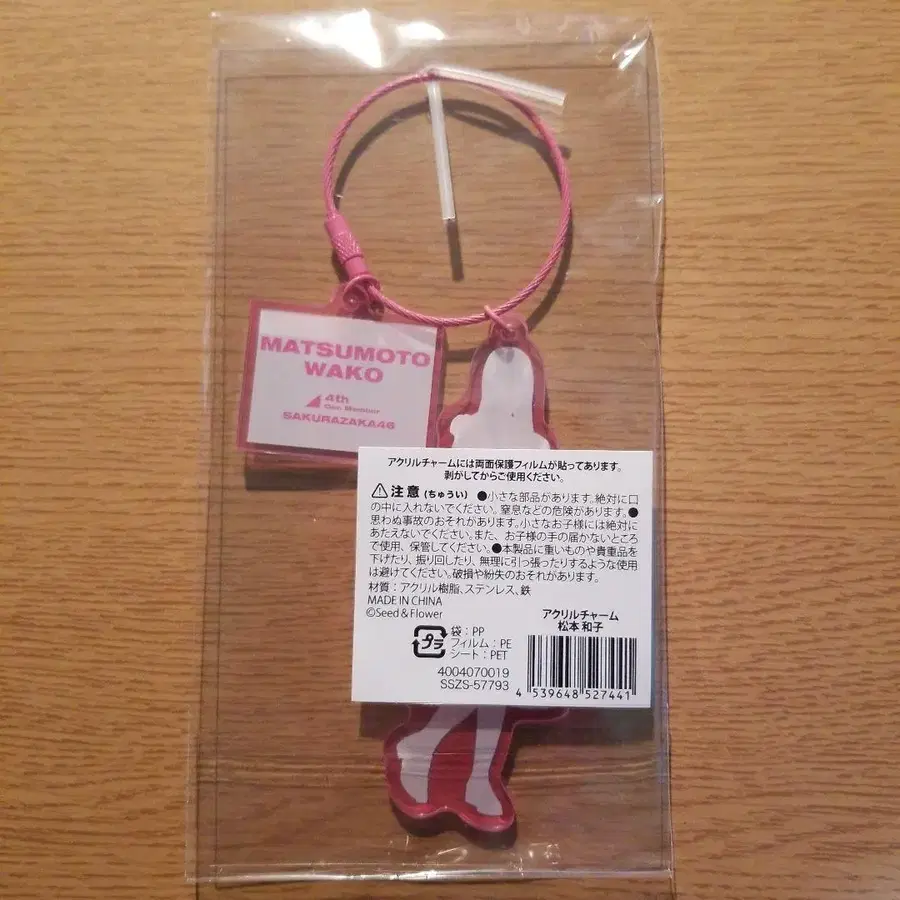 MATSUMOTO
WAKO
4th
Gen Member
SAKURAZAKA46
アクリルチャームには両面保護フィルムが貼ってあります。
剥がしてからご使用ください。
⚠注意(ちゅうい) ●小さな部品があります。絶対に口
の中に入れないでください。窒息などの危険があります。●
思わぬ事故のおそれがあります。小さなお子様には絶対に
あたえないでください。また、お子様の手の届かないところ
で使用、保管してください。●本製品に重いものや貴重品を
下げたり、振り回したり、無理に引っ張ったりするような使用
は避けてください。破損や紛失のおそれがあります。
材質:アクリル樹脂、ステンレス、鉄
MADE IN CHINA
©Seed & Flower
アクリルチャーム
松本 和子
プラ
袋:PP
フィルム:PE
シート:PET
4004070019
SSZS-57793
4 539648 527441